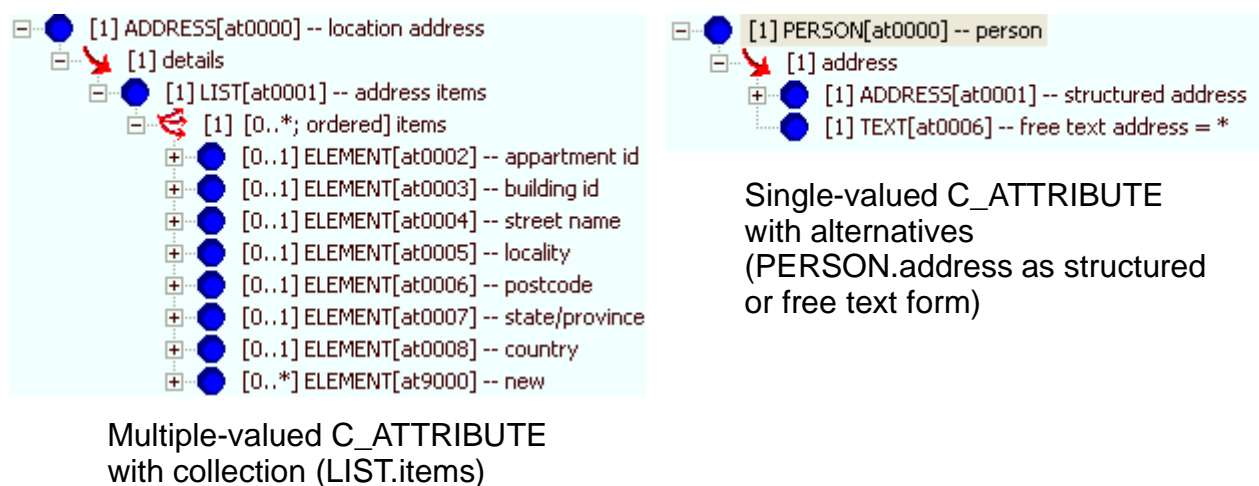 [1] ADDRESS[at0000] -- location address
[1] details
[1] LIST[at0001] -- address items
[1] [0..*; ordered] items
[0..1] ELEMENT[at0002] -- appartment id
[0..1] ELEMENT[at0003] -- building id
[0..1] ELEMENT[at0004] -- street name
[0..1] ELEMENT[at0005] -- locality
[0..1] ELEMENT[at0006] -- postcode
[0..1] ELEMENT[at0007] -- state/province
[0..1] ELEMENT[at0008] -- country
[0..*] ELEMENT[at9000] -- new
Multiple-valued C_ATTRIBUTE
with collection (LIST.items)
[1] PERSON[at0000] -- person
[1] address
[1] ADDRESS[at0001] -- structured address
[1] TEXT[at0006] -- free text address = *
Single-valued C_ATTRIBUTE
with alternatives
(PERSON.address as structured
or free text form)